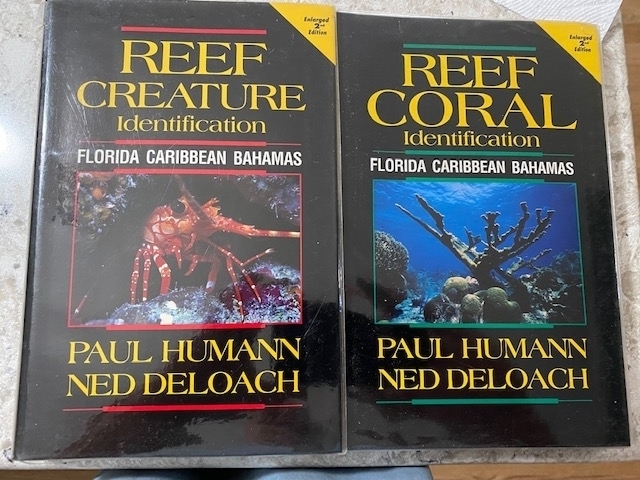 Enlarged
2nd
Edition
REEF
CREATURE
Identification
FLORIDA CARIBBEAN BAHAMAS
PAUL HUMANN
NED DELOACH
Enlarged
2nd
Edition
REEF
CORAL
Identification
FLORIDA CARIBBEAN BAHAMAS
PAUL HUMANN
NED DELOACH